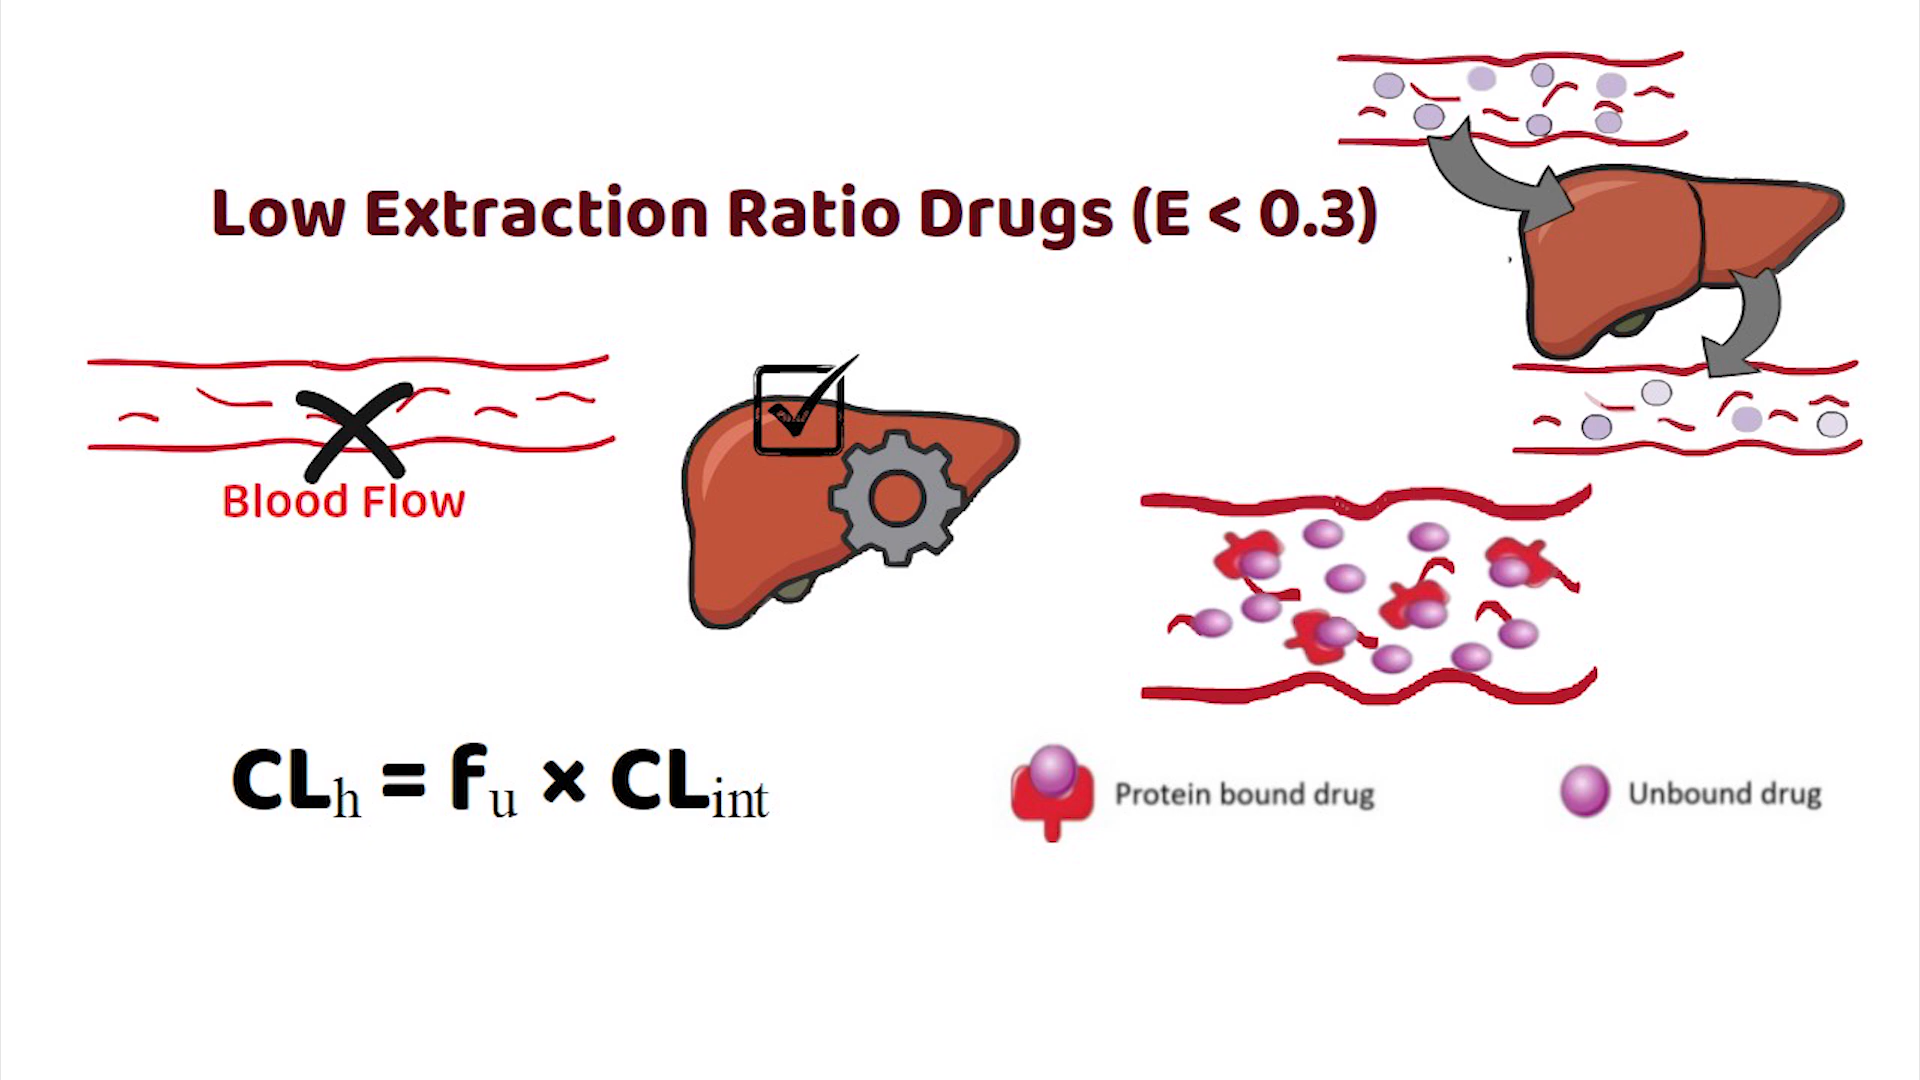 Low Extraction Ratio Drugs (E < 0.3)
Blood Flow
CLh = fu × CLint
Protein bound drug
Unbound drug